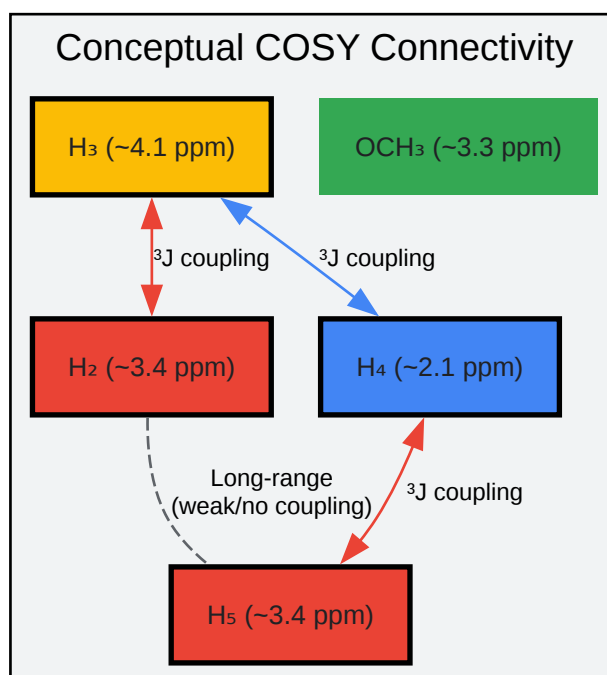 Conceptual COSY Connectivity
H₃ (~4.1 ppm)
OCH₃ (~3.3 ppm)
³J coupling
³J coupling
H₂ (~3.4 ppm)
H₄ (~2.1 ppm)
Long-range
(weak/no coupling)
³J coupling
H₅ (~3.4 ppm)